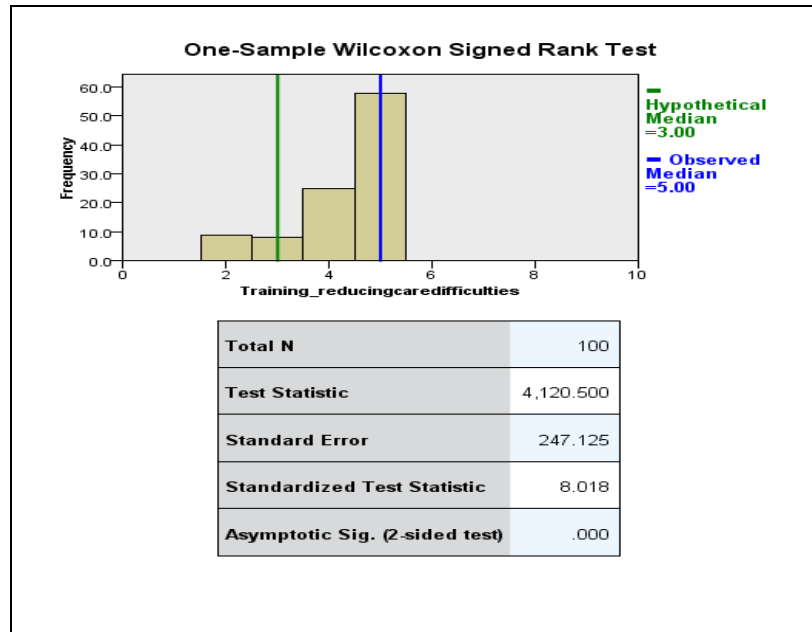 One-Sample Wilcoxon Signed Rank Test
60.0
50.0
40.0
30.0
20.0
10.0
0.0
Frequency
0 2 4 6 8 10
Training_reducingcaredifficulties
Hypothetical
Median
=3.00
Observed
Median
=5.00
Total N 100
Test Statistic 4,120.500
Standard Error 247.125
Standardized Test Statistic 8.018
Asymptotic Sig. (2-sided test) .000